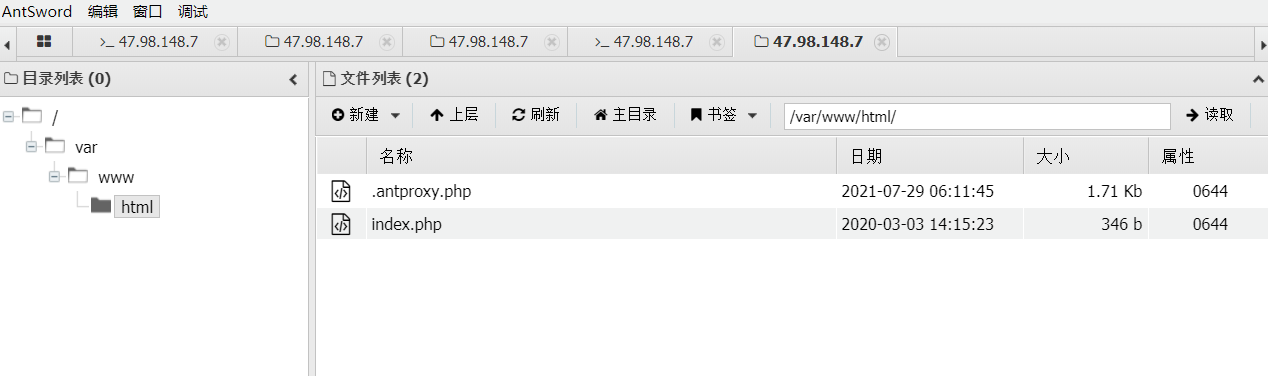 AntSword 编辑 窗口 调试
>_ 47.98.148.7 47.98.148.7 47.98.148.7 >_ 47.98.148.7 47.98.148.7
目录列表 (0) 文件列表 (2)
新建 上层 刷新 主目录 书签 /var/www/html/ 读取
/
var
www
html
名称 日期 大小 属性
.antproxy.php 2021-07-29 06:11:45 1.71 Kb 0644
index.php 2020-03-03 14:15:23 346 b 0644